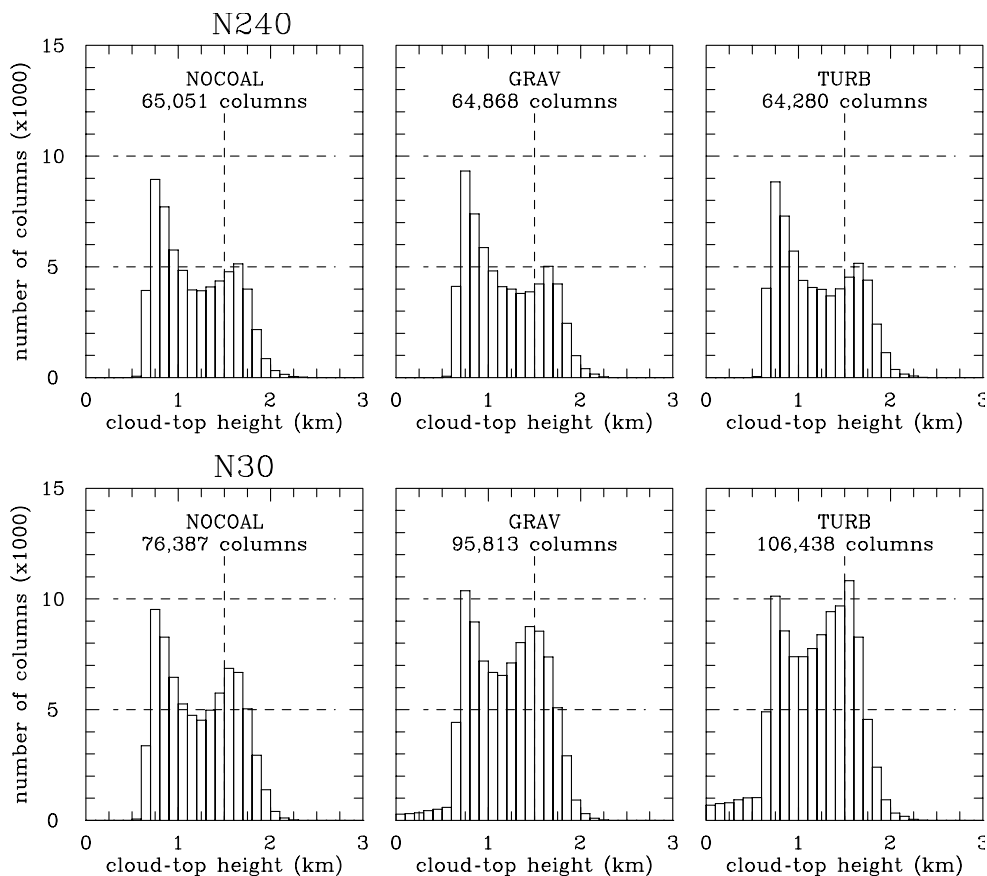 N240
NOCOAL
65,051 columns
GRAV
64,868 columns
TURB
64,280 columns
number of columns (x1000)
15
10
5
0
0 1 2 3
0 1 2 3
0 1 2 3
cloud-top height (km)
cloud-top height (km)
cloud-top height (km)
N30
NOCOAL
76,387 columns
GRAV
95,813 columns
TURB
106,438 columns
number of columns (x1000)
15
10
5
0
0 1 2 3
0 1 2 3
0 1 2 3
cloud-top height (km)
cloud-top height (km)
cloud-top height (km)